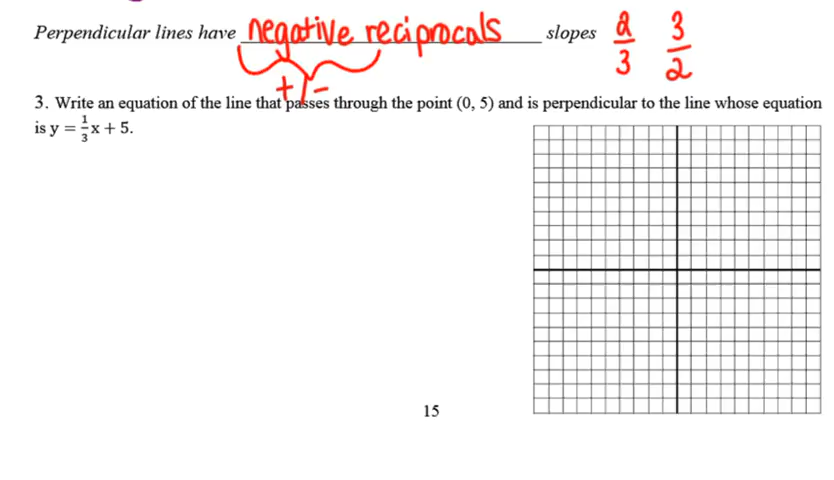 Perpendicular lines have negative reciprocals slopes 2/3 3/2
+/-
3. Write an equation of the line that passes through the point (0, 5) and is perpendicular to the line whose equation
is y = 1/3 x + 5.
15